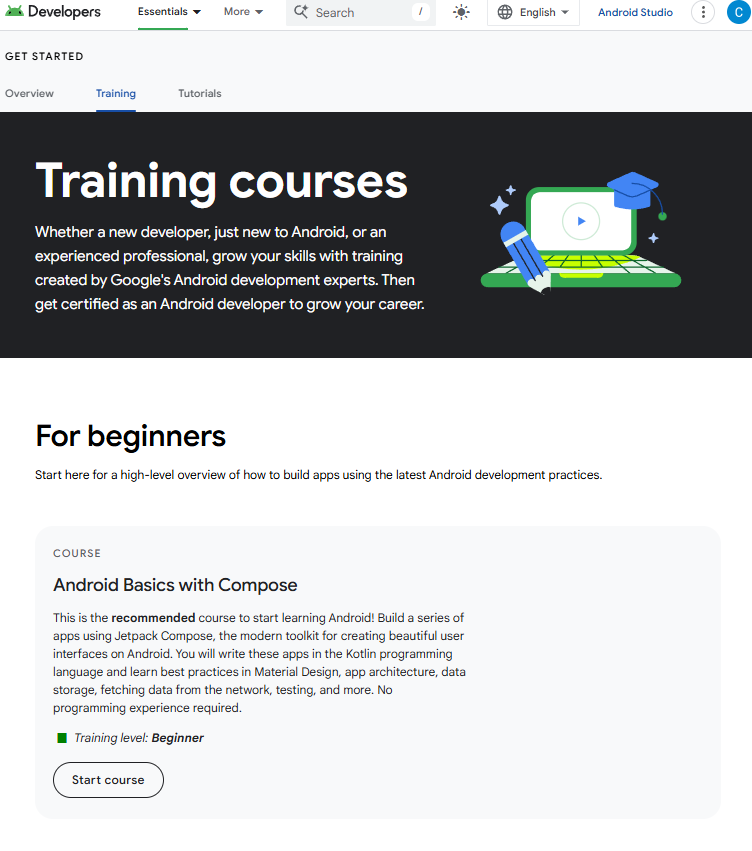 Developers
Essentials
More
Search
/
English
Android Studio
C
GET STARTED
Overview
Training
Tutorials
Training courses
Whether a new developer, just new to Android, or an
experienced professional, grow your skills with training
created by Google's Android development experts. Then
get certified as an Android developer to grow your career.
For beginners
Start here for a high-level overview of how to build apps using the latest Android development practices.
COURSE
Android Basics with Compose
This is the recommended course to start learning Android! Build a series of
apps using Jetpack Compose, the modern toolkit for creating beautiful user
interfaces on Android. You will write these apps in the Kotlin programming
language and learn best practices in Material Design, app architecture, data
storage, fetching data from the network, testing, and more. No
programming experience required.
Training level: Beginner
Start course